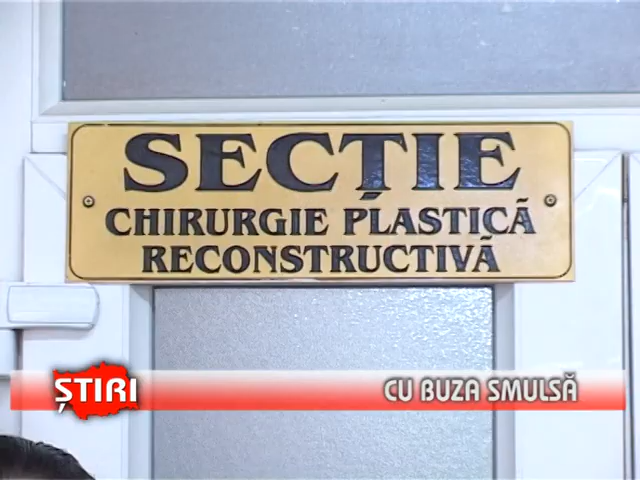 SECȚIE
CHIRURGIE PLASTICĂ
RECONSTRUCTIVĂ
ȘTIRI
CU BUZA SMULSĂ